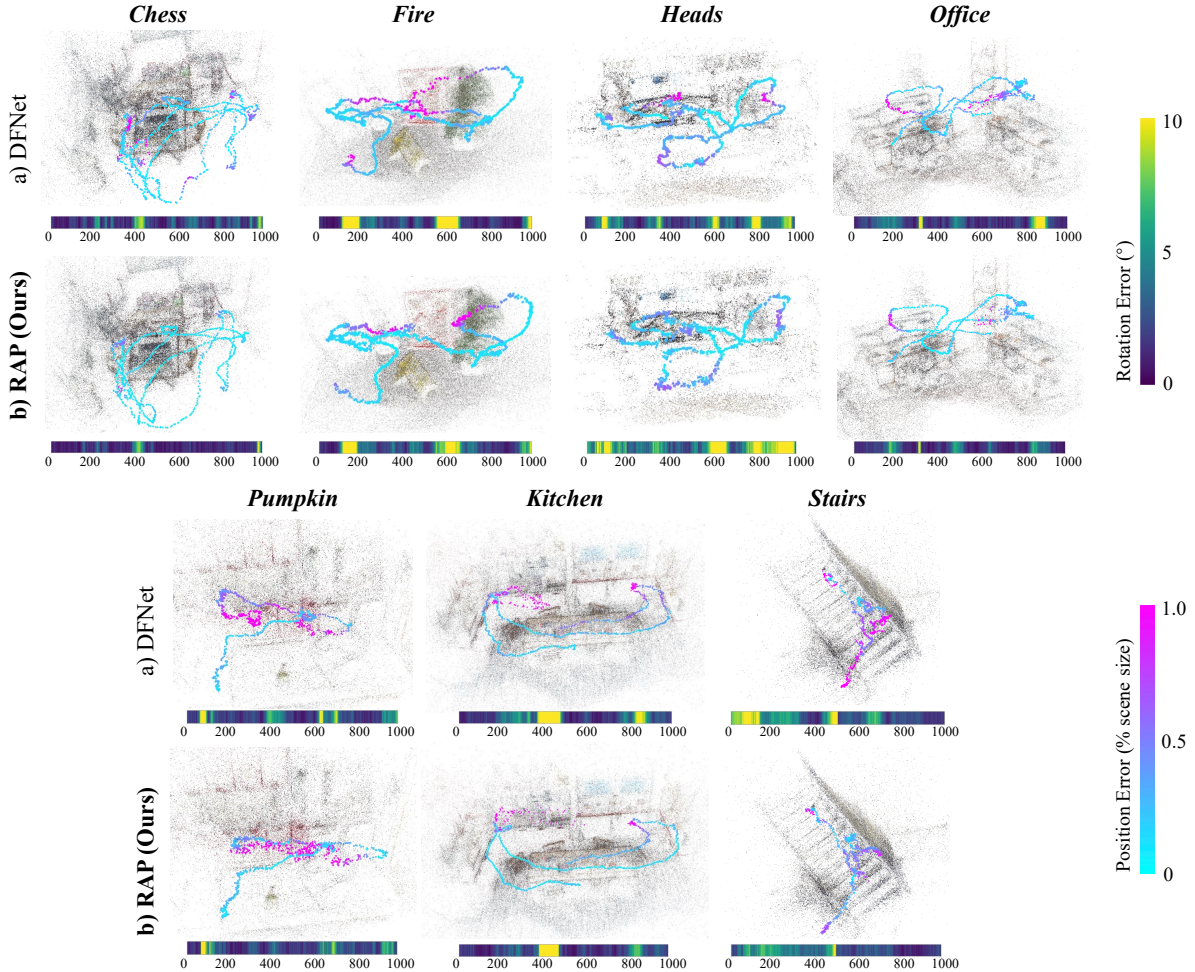 Chess Fire Heads Office
a) DFNet
0 200 400 600 800 1000 0 200 400 600 800 1000 0 200 400 600 800 1000 0 200 400 600 800 1000
b) RAP (Ours)
0 200 400 600 800 1000 0 200 400 600 800 1000 0 200 400 600 800 1000 0 200 400 600 800 1000
10
5
0
Rotation Error (°)
Pumpkin Kitchen Stairs
a) DFNet
0 200 400 600 800 1000 0 200 400 600 800 1000 0 200 400 600 800 1000
b) RAP (Ours)
0 200 400 600 800 1000 0 200 400 600 800 1000 0 200 400 600 800 1000
1.0
0.5
0
Position Error (% scene size)